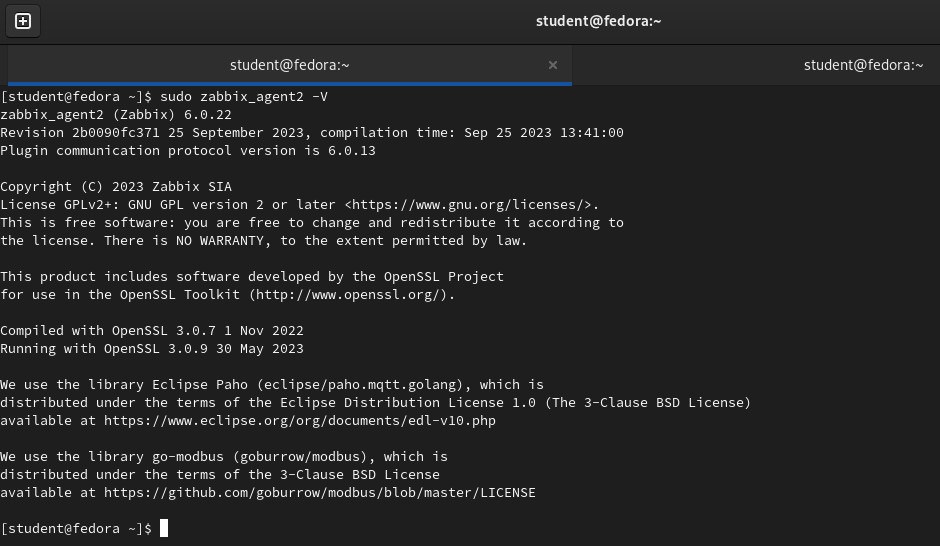 student@fedora:~
student@fedora:~ ×
student@fedora:~
[student@fedora ~]$ sudo zabbix_agent2 -V
zabbix_agent2 (Zabbix) 6.0.22
Revision 2b0090fc371 25 September 2023, compilation time: Sep 25 2023 13:41:00
Plugin communication protocol version is 6.0.13
Copyright (C) 2023 Zabbix SIA
License GPLv2+: GNU GPL version 2 or later <https://www.gnu.org/licenses/>.
This is free software: you are free to change and redistribute it according to
the license. There is NO WARRANTY, to the extent permitted by law.
This product includes software developed by the OpenSSL Project
for use in the OpenSSL Toolkit (http://www.openssl.org/).
Compiled with OpenSSL 3.0.7 1 Nov 2022
Running with OpenSSL 3.0.9 30 May 2023
We use the library Eclipse Paho (eclipse/paho.mqtt.golang), which is
distributed under the terms of the Eclipse Distribution License 1.0 (The 3-Clause BSD License)
available at https://www.eclipse.org/org/documents/edl-v10.php
We use the library go-modbus (goburrow/modbus), which is
distributed under the terms of the 3-Clause BSD License
available at https://github.com/goburrow/modbus/blob/master/LICENSE
[student@fedora ~]$